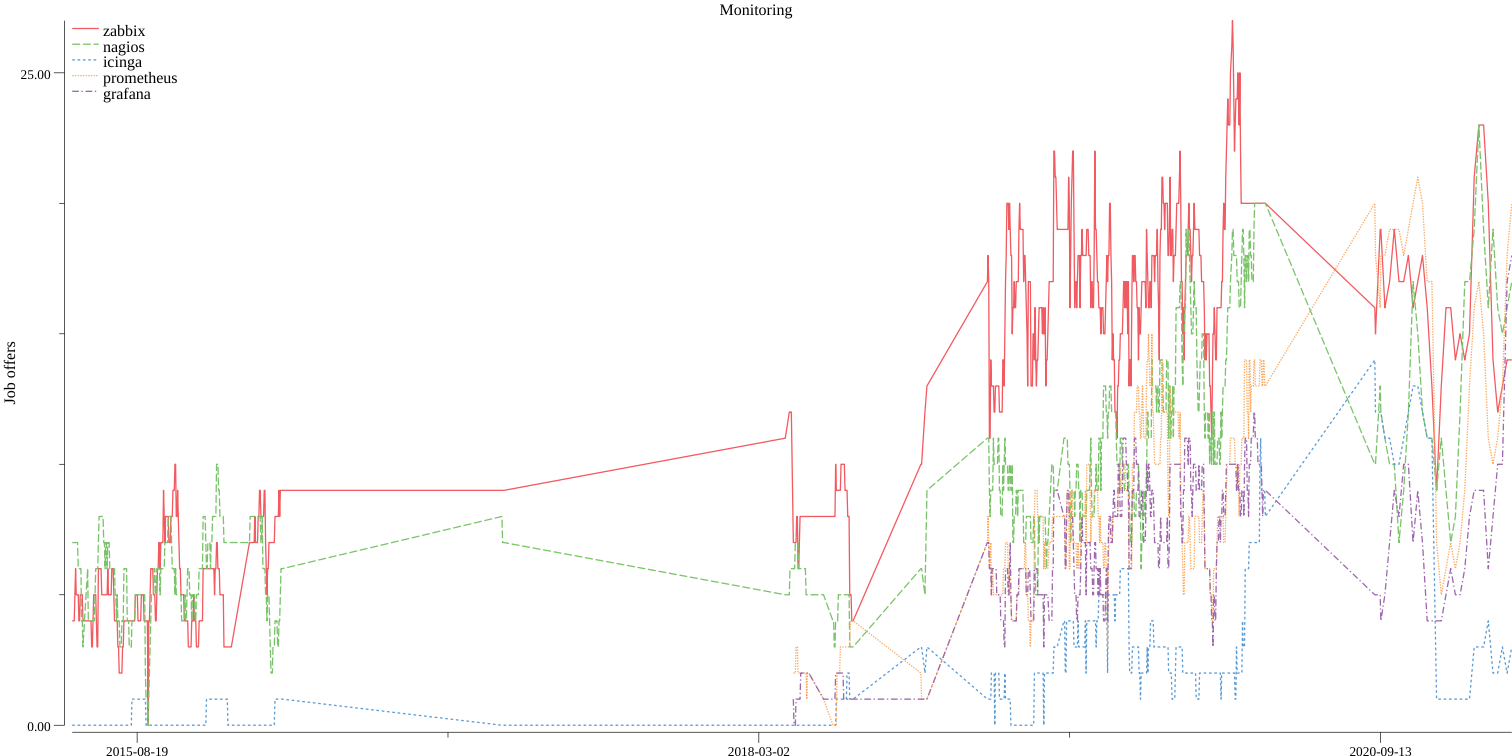 Monitoring
zabbix
nagios
icinga
prometheus
grafana
25.00
Job offers
0.00
2015-08-19
2018-03-02
2020-09-13